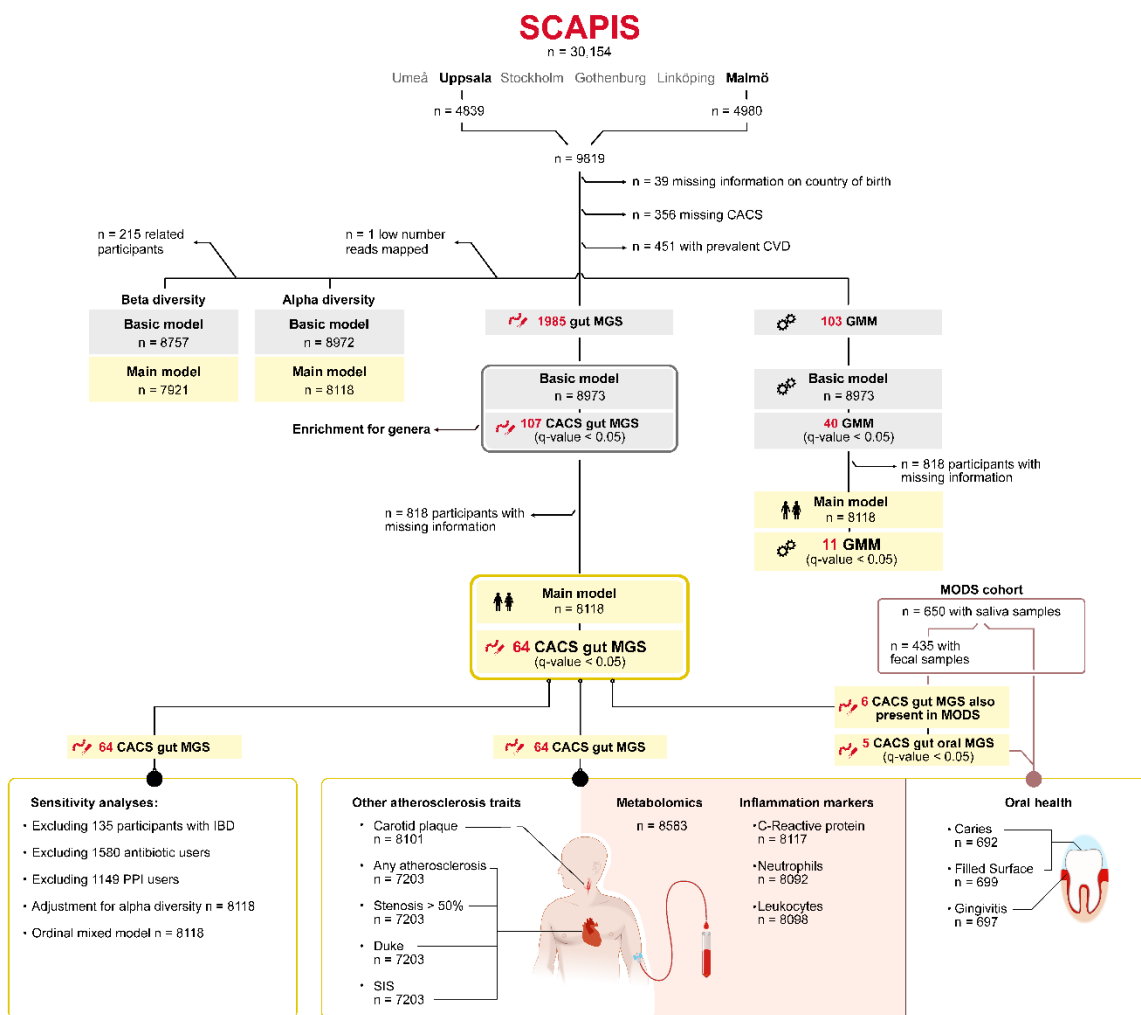 SCAPIS
n = 30,154
Umeå Uppsala Stockholm Gothenburg Linköping Malmö
n = 4839
n = 4980
n = 9819
n = 39 missing information on country of birth
n = 356 missing CACS
n = 451 with prevalent CVD
n = 215 related
participants
n = 1 low number
reads mapped
Beta diversity
Basic model
n = 8757
Main model
n = 7921
Alpha diversity
Basic model
n = 8972
Main model
n = 8118
1985 gut MGS
Basic model
n = 8973
107 CACS gut MGS
(q-value < 0.05)
Enrichment for genera
103 GMM
Basic model
n = 8973
40 GMM
(q-value < 0.05)
n = 818 participants with
missing information
Main model
n = 8118
11 GMM
(q-value < 0.05)
n = 818 participants with
missing information
Main model
n = 8118
64 CACS gut MGS
(q-value < 0.05)
MODS cohort
n = 650 with saliva samples
n = 435 with
fecal samples
6 CACS gut MGS also
present in MODS
5 CACS gut oral MGS
(q-value < 0.05)
64 CACS gut MGS
64 CACS gut MGS
Sensitivity analyses:
• Excluding 135 participants with IBD
• Excluding 1580 antibiotic users
• Excluding 1149 PPI users
• Adjustment for alpha diversity n = 8118
• Ordinal mixed model n = 8118
Other atherosclerosis traits
• Carotid plaque
n = 8101
• Any atherosclerosis
n = 7203
• Stenosis > 50%
n = 7203
• Duke
n = 7203
• SIS
n = 7203
Metabolomics
n = 8583
Inflammation markers
• C-Reactive protein
n = 8117
• Neutrophils
n = 8092
• Leukocytes
n = 8098
Oral health
• Caries
n = 692
• Filled Surface
n = 699
• Gingivitis
n = 697